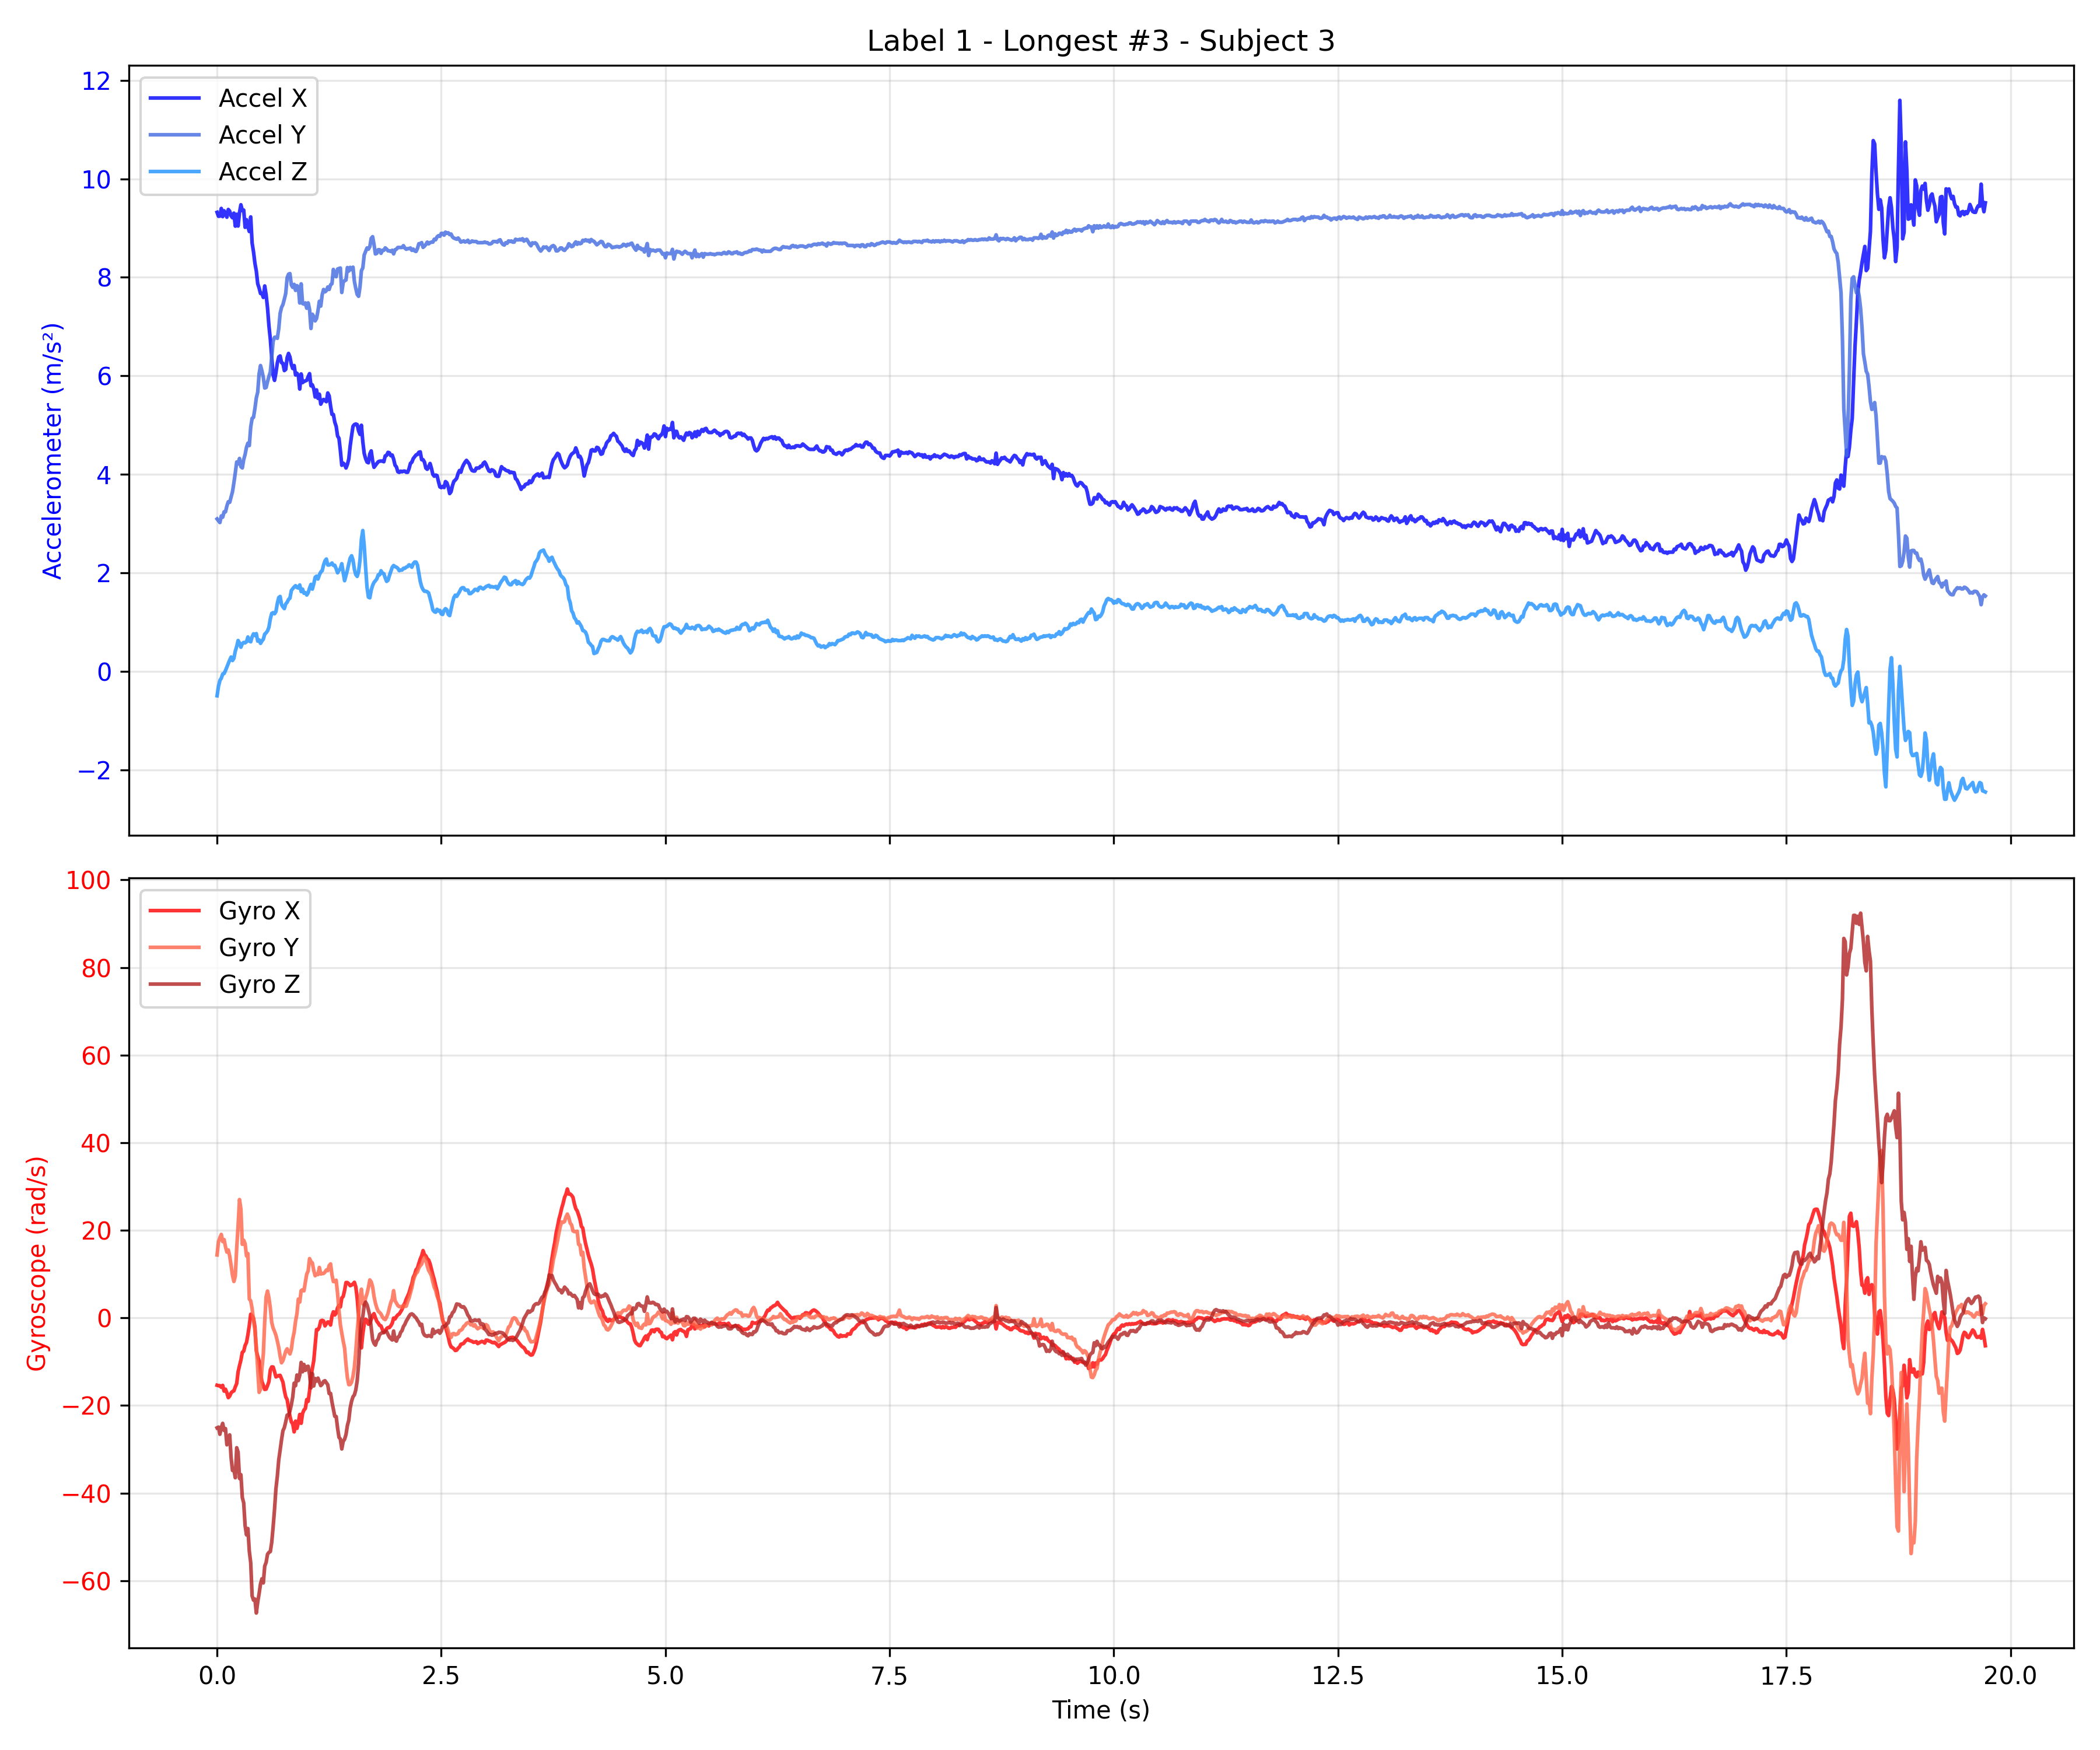 Label 1 - Longest #3 - Subject 3
Accel X
Accel Y
Accel Z
12
10
8
6
4
2
0
−2
Accelerometer (m/s²)
Gyro X
Gyro Y
Gyro Z
100
80
60
40
20
0
−20
−40
−60
Gyroscope (rad/s)
0.0 2.5 5.0 7.5 10.0 12.5 15.0 17.5 20.0
Time (s)